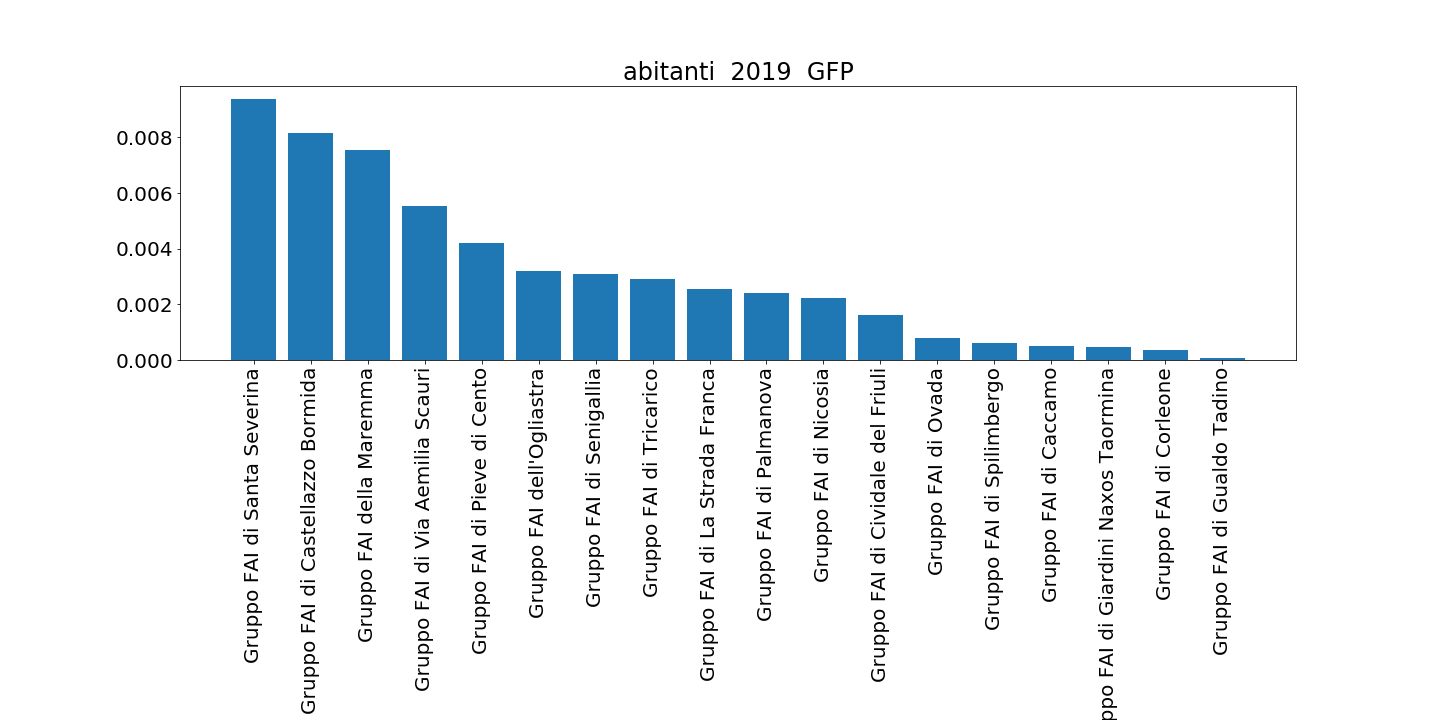 abitanti  2019  GFP
0.008
0.006
0.004
0.002
0.000
Gruppo FAI di Santa Severina
Gruppo FAI di Castellazzo Bormida
Gruppo FAI della Maremma
Gruppo FAI di Via Aemilia Scauri
Gruppo FAI di Pieve di Cento
Gruppo FAI dell'Ogliastra
Gruppo FAI di Senigallia
Gruppo FAI di Tricarico
Gruppo FAI di La Strada Franca
Gruppo FAI di Palmanova
Gruppo FAI di Nicosia
Gruppo FAI di Cividale del Friuli
Gruppo FAI di Ovada
Gruppo FAI di Spilimbergo
Gruppo FAI di Caccamo
ppo FAI di Giardini Naxos Taormina
Gruppo FAI di Corleone
Gruppo FAI di Gualdo Tadino